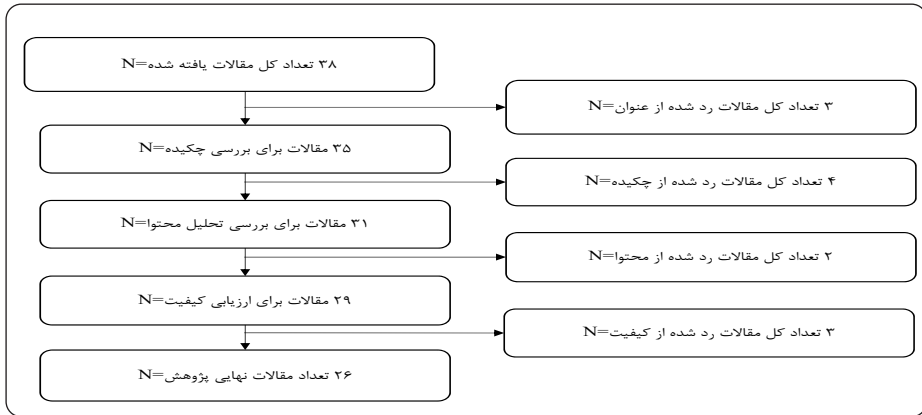 ۳۸ تعداد کل مقالات یافته شده=N
۳ تعداد کل مقالات رد شده از عنوان=N
۳۵ مقالات برای بررسی چکیده=N
۴ تعداد کل مقالات رد شده از چکیده=N
۳۱ مقالات برای بررسی تحلیل محتوا=N
۲ تعداد کل مقالات رد شده از محتوا=N
۲۹ مقالات برای ارزیابی کیفیت=N
۳ تعداد کل مقالات رد شده از کیفیت=N
۲۶ تعداد مقالات نهایی پژوهش=N